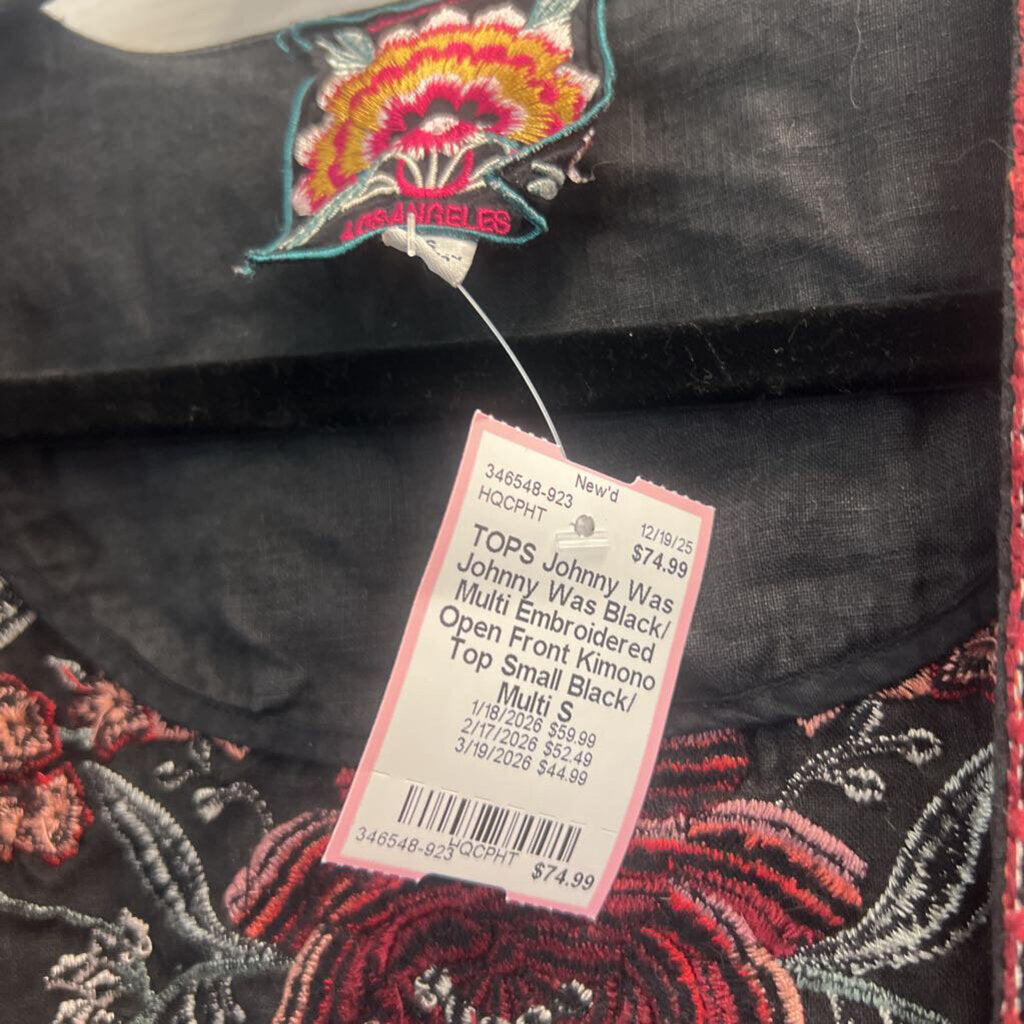 LOS ANGELES
346548-923
New'd
HQCPHT
12/19/25
$74.99
TOPS Johnny Was
Johnny Was Black/
Multi Embroidered
Open Front Kimono
Top Small Black/
Multi S
1/18/2026 $59.99
2/17/2026 $52.49
3/19/2026 $44.99
346548-923
HQCPHT
$74.99